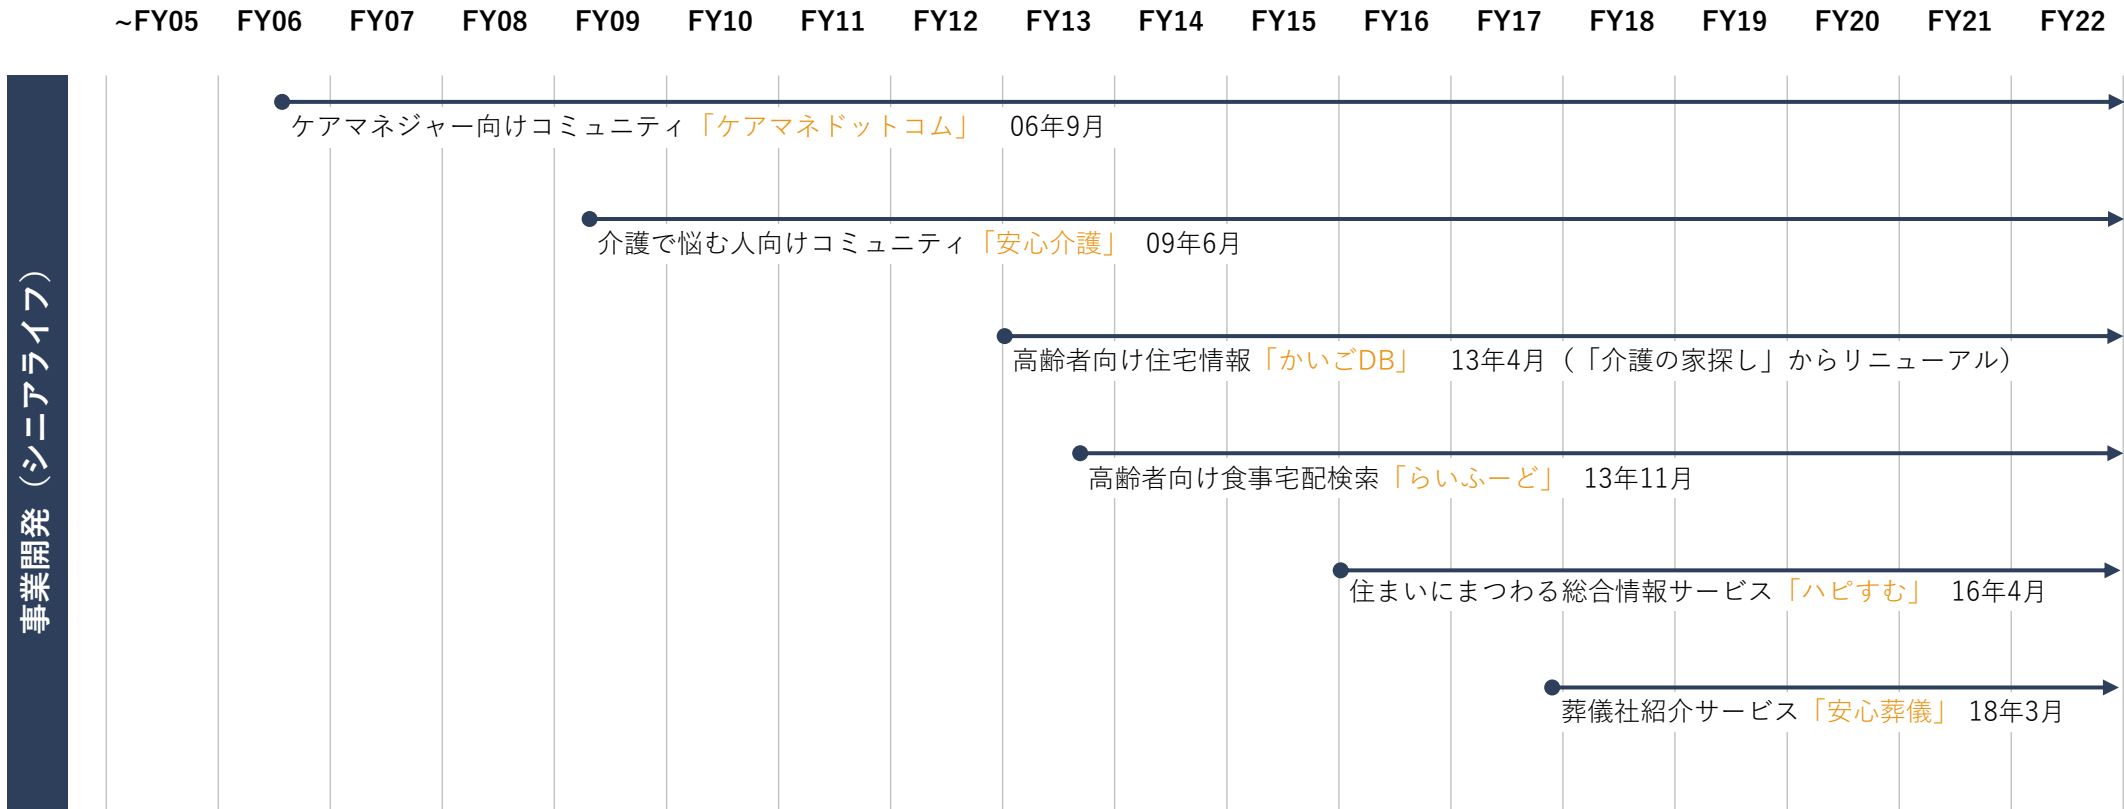 ~FY05 FY06 FY07 FY08 FY09 FY10 FY11 FY12 FY13 FY14 FY15 FY16 FY17 FY18 FY19 FY20 FY21 FY22
事業開発（シニアライフ）
ケアマネジャー向けコミュニティ「ケアマネドットコム」 06年9月
介護で悩む人向けコミュニティ「安心介護」 09年6月
高齢者向け住宅情報「かいごDB」 13年4月（「介護の家探し」からリニューアル）
高齢者向け食事宅配検索「らいふーど」 13年11月
住まいにまつわる総合情報サービス「ハピすむ」 16年4月
葬儀社紹介サービス「安心葬儀」 18年3月